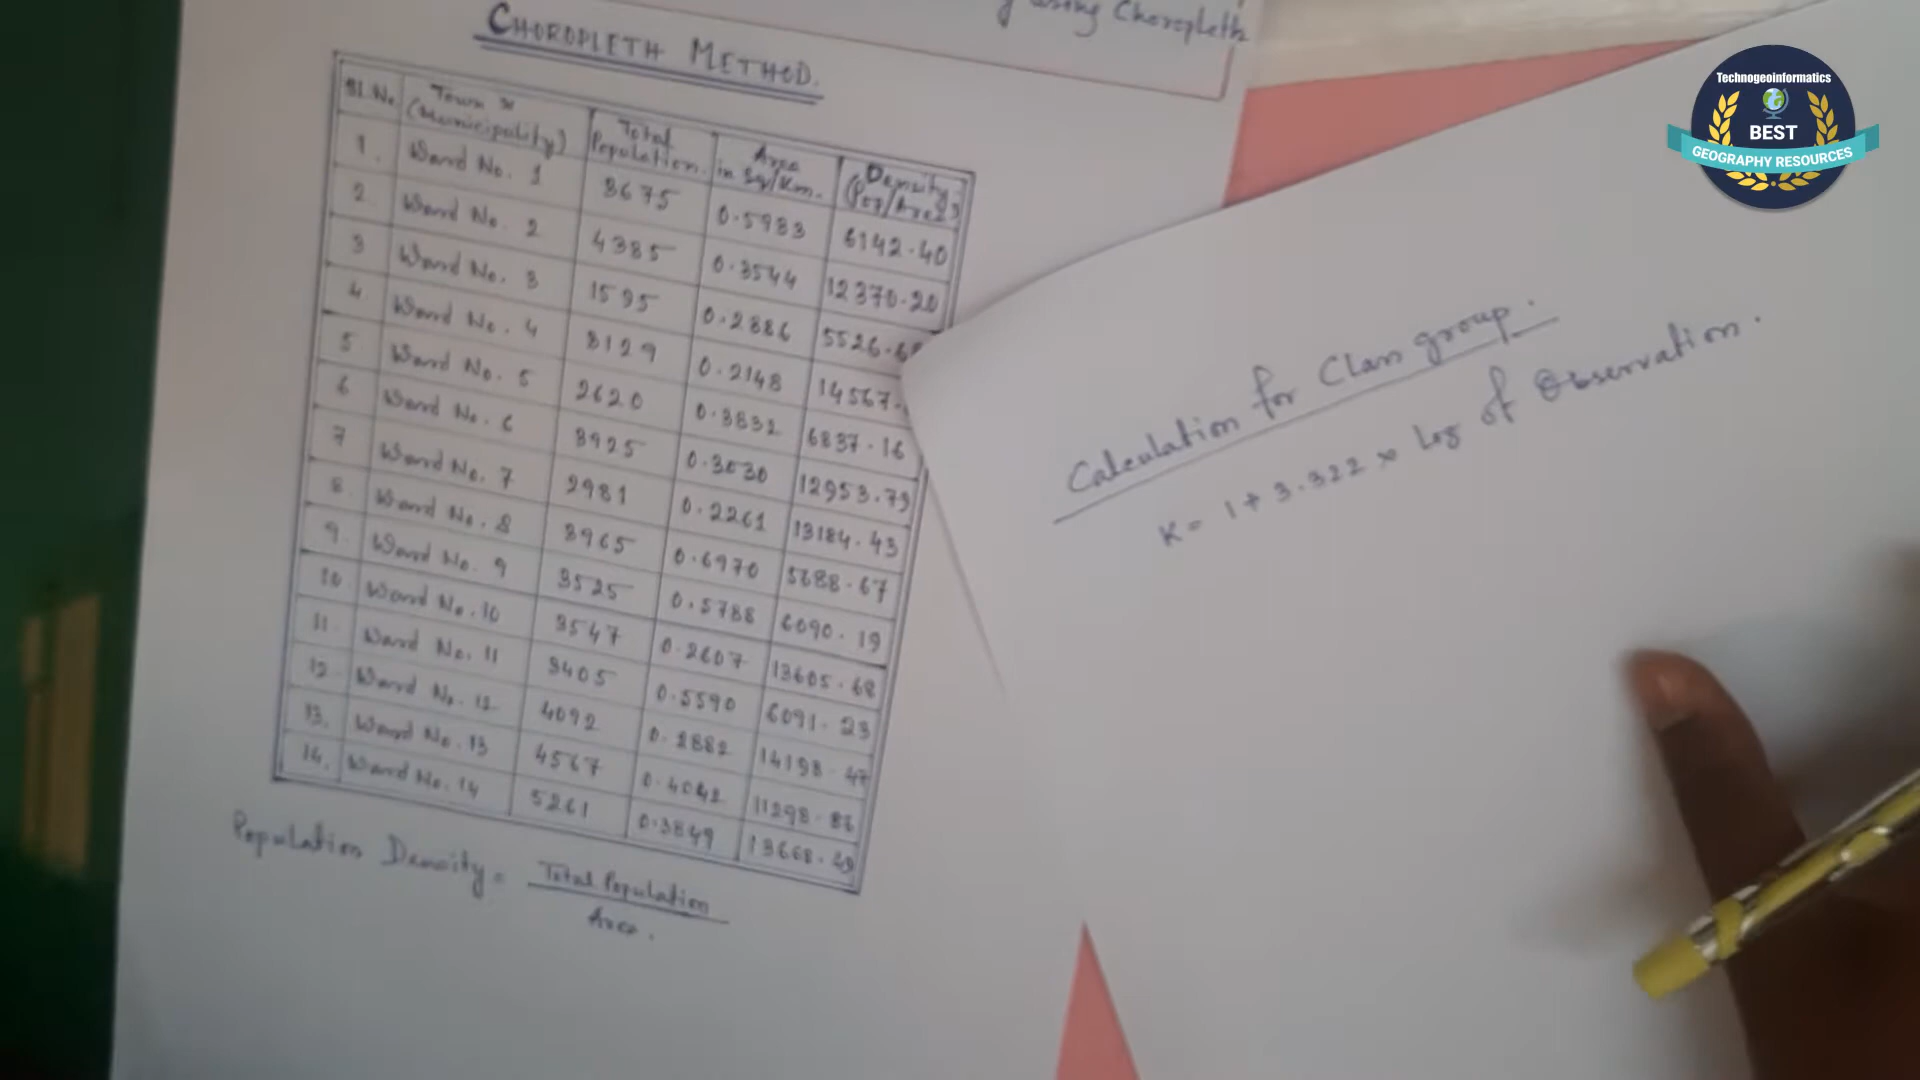 g using Choropleth
CHOROPLETH METHOD.
Sl. No. Town (Municipality) Total Population. Area in Sq/Km. Density (Pop/Area)
1. Ward No. 1 3675 0.5983 6142.40
2 Ward No. 2 4385 0.3544 12370.20
3 Ward No. 3 1595 0.2886 5526.6
4 Ward No. 4 3129 0.2148 14567.
5 Ward No. 5 2620 0.3832 6837.16
6 Ward No. 6 3925 0.3030 12953.79
7 Ward No. 7 2981 0.2261 13184.43
8. Ward No. 8 3965 0.6970 5688.67
9. Ward No. 9 3525 0.5788 6090.19
10 Ward No. 10 3547 0.2607 13605.68
11. Ward No. 11 3405 0.5590 6091.23
12. Ward No. 12 4092 0.2882 14198.47
13. Ward No. 13 4567 0.4042 11298.86
14. Ward No. 14 5261 0.3849 13668.49
Population Density = Total Population
Area.
Calculation for Class group.
K = 1 + 3.322 × Log of Observation.
Technogeoinformatics
BEST
GEOGRAPHY RESOURCES